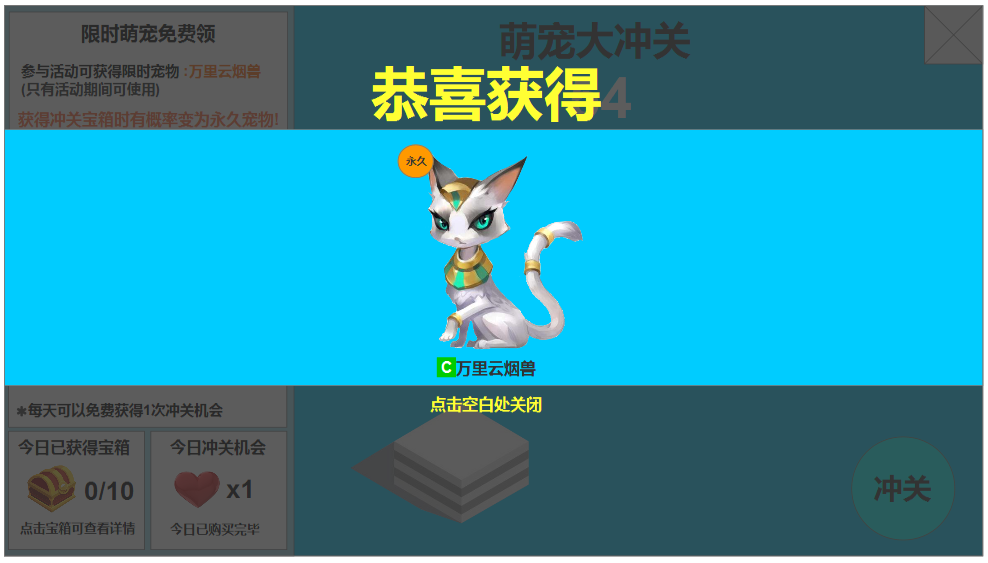 限时萌宠免费领
参与活动可获得限时宠物：万里云烟兽
(只有活动期间可使用)
获得冲关宝箱时有概率变为永久宠物!
萌宠大冲关
4
恭喜获得
永久
C万里云烟兽
点击空白处关闭
*每天可以免费获得1次冲关机会
今日已获得宝箱
0/10
点击宝箱可查看详情
今日冲关机会
x1
今日已购买完毕
冲关